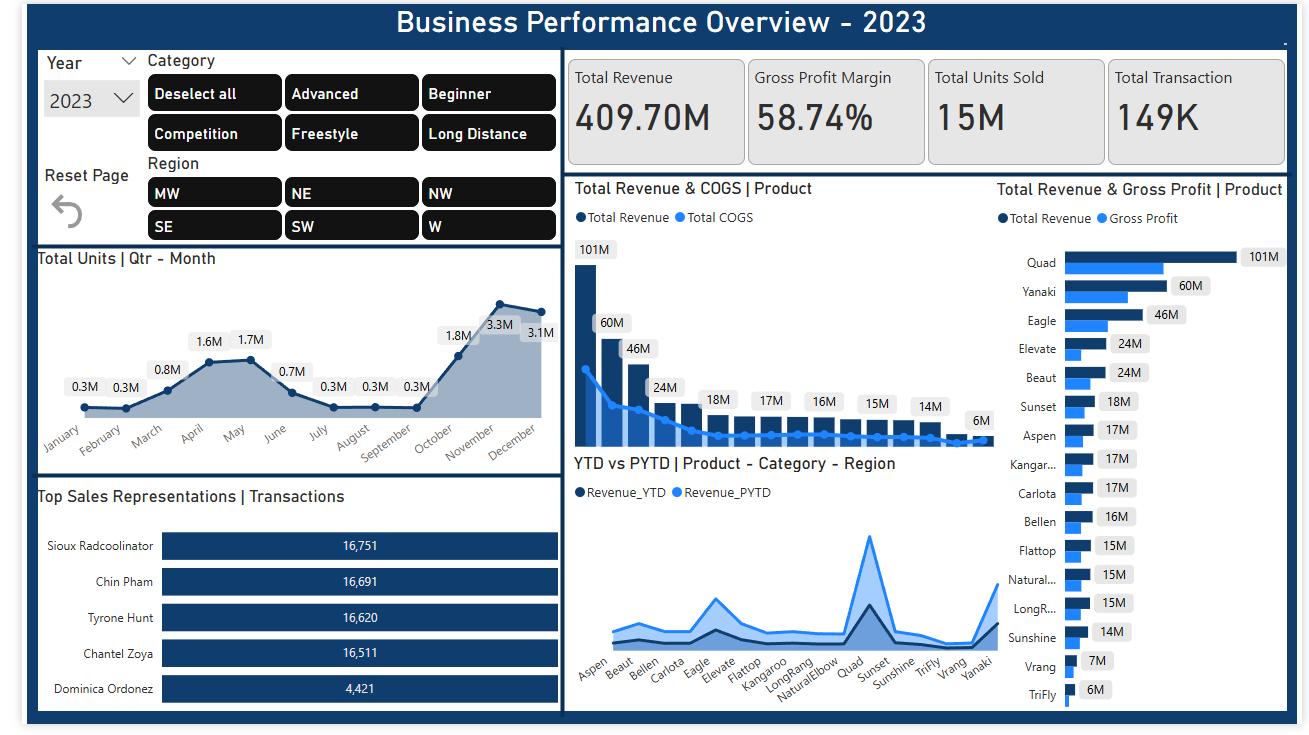 Business Performance Overview - 2023
Year
2023
Reset Page
Category
Deselect all
Advanced
Beginner
Competition
Freestyle
Long Distance
Region
MW
NE
NW
SE
SW
W
Total Revenue
409.70M
Gross Profit Margin
58.74%
Total Units Sold
15M
Total Transaction
149K
Total Units | Qtr - Month
0.3M
0.3M
0.8M
1.6M
1.7M
0.7M
0.3M
0.3M
0.3M
1.8M
3.3M
3.1M
January
February
March
April
May
June
July
August
September
October
November
December
Top Sales Representations | Transactions
Sioux Radcoolinator 16,751
Chin Pham 16,691
Tyrone Hunt 16,620
Chantel Zoya 16,511
Dominica Ordonez 4,421
Total Revenue & COGS | Product
Total Revenue Total COGS
101M
60M
46M
24M
18M
17M
16M
15M
14M
6M
YTD vs PYTD | Product - Category - Region
Revenue_YTD Revenue_PYTD
Aspen
Beaut
Bellen
Carlota
Eagle
Elevate
Flattop
Kangaroo
LongRang
NaturalElbow
Quad
Sunset
Sunshine
TriFly
Vrang
Yanaki
Total Revenue & Gross Profit | Product
Total Revenue Gross Profit
Quad 101M
Yanaki 60M
Eagle 46M
Elevate 24M
Beaut 24M
Sunset 18M
Aspen 17M
Kangar... 17M
Carlota 17M
Bellen 16M
Flattop 15M
Natural... 15M
LongR... 15M
Sunshine 14M
Vrang 7M
TriFly 6M